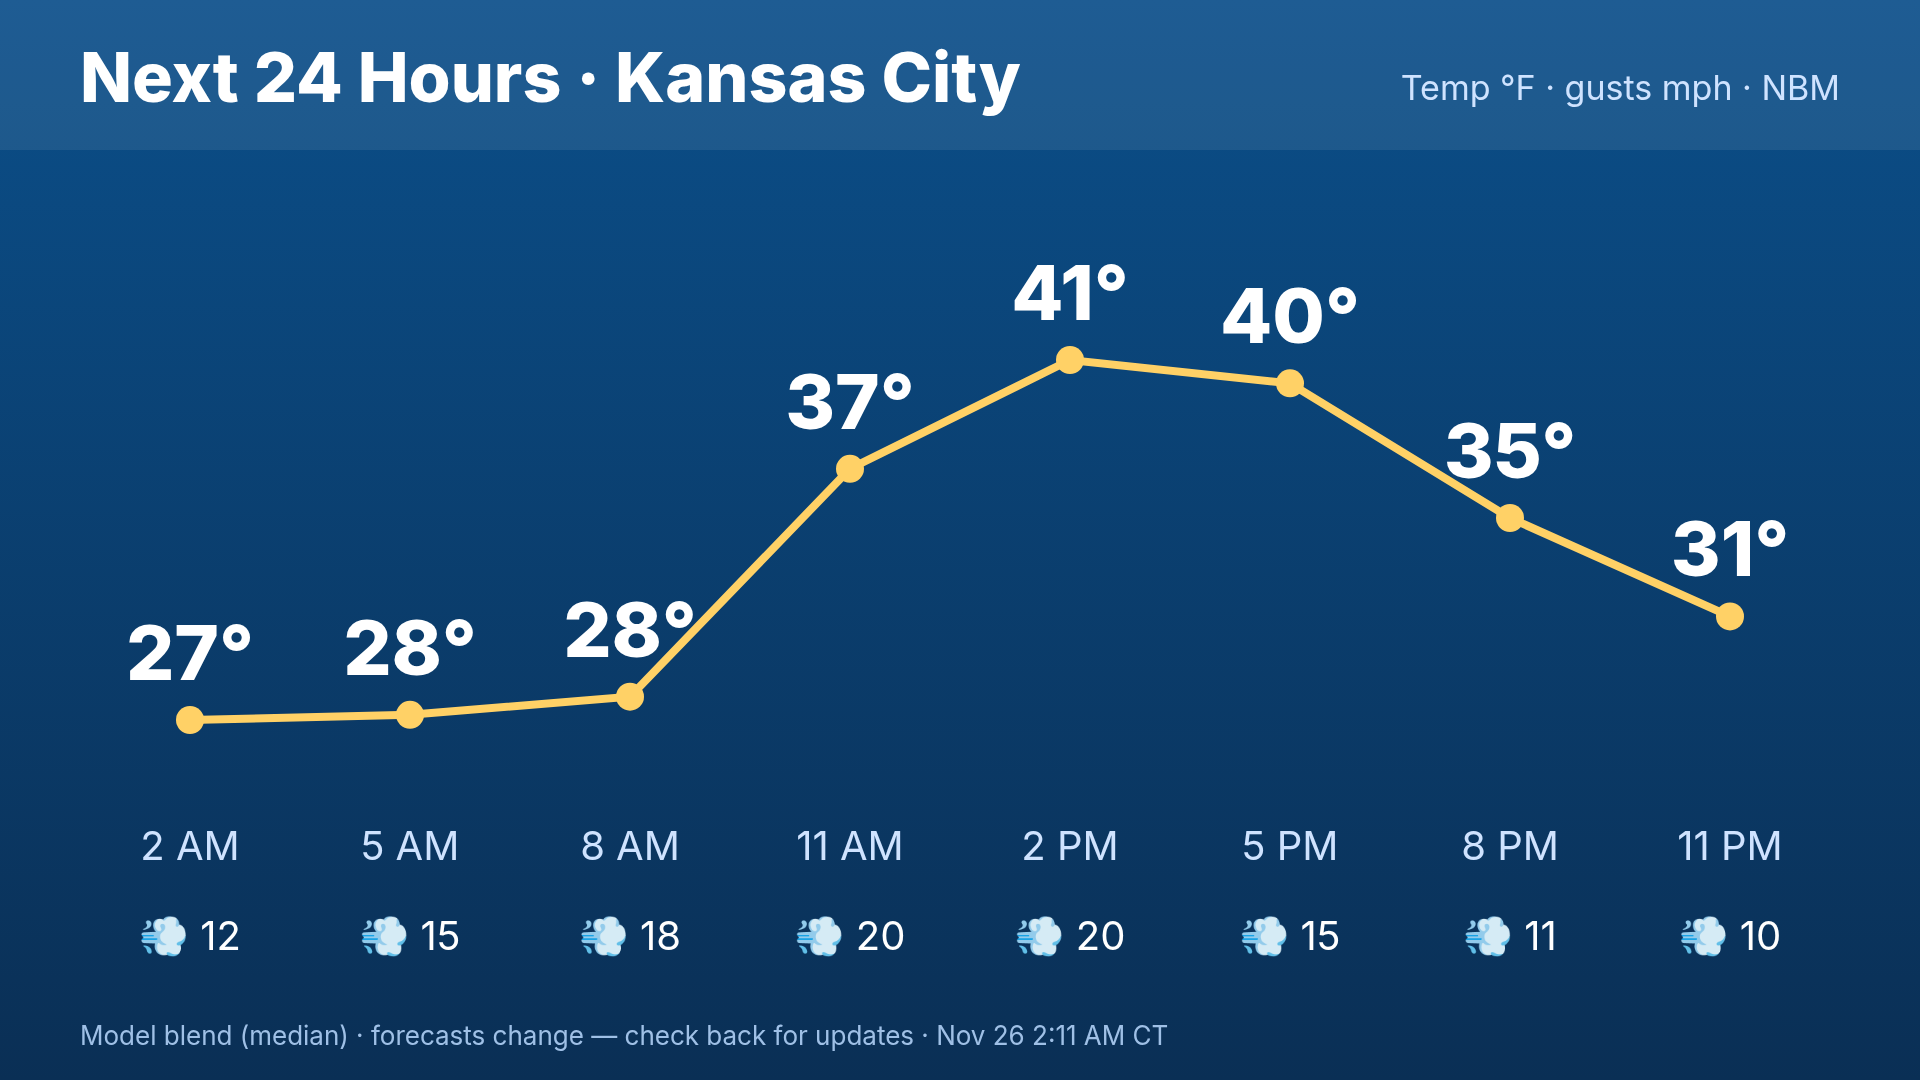 Next 24 Hours · Kansas City
Temp °F · gusts mph · NBM
41°
40°
37°
35°
31°
28°
28°
27°
2 AM 5 AM 8 AM 11 AM 2 PM 5 PM 8 PM 11 PM
💨 12 💨 15 💨 18 💨 20 💨 20 💨 15 💨 11 💨 10
Model blend (median) · forecasts change — check back for updates · Nov 26 2:11 AM CT